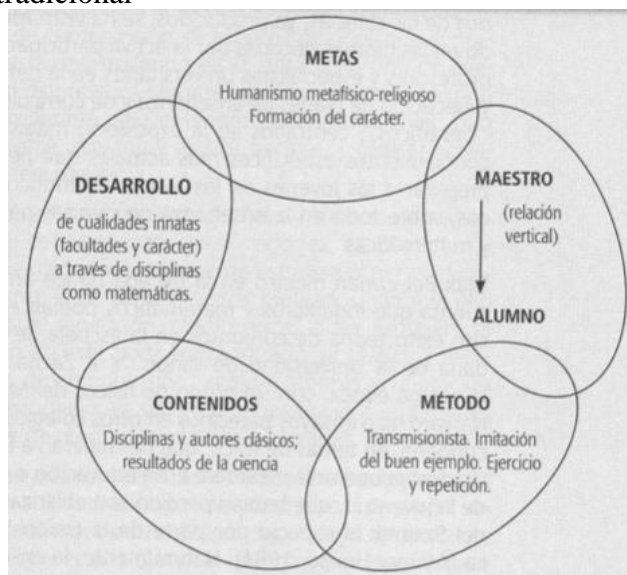 tradicional
METAS
Humanismo metafísico-religioso
Formación del carácter.
DESARROLLO
de cualidades innatas
(facultades y carácter)
a través de disciplinas
como matemáticas.
MAESTRO
(relación
vertical)
ALUMNO
CONTENIDOS
Disciplinas y autores clásicos;
resultados de la ciencia
MÉTODO
Transmisionista. Imitación
del buen ejemplo. Ejercicio
y repetición.